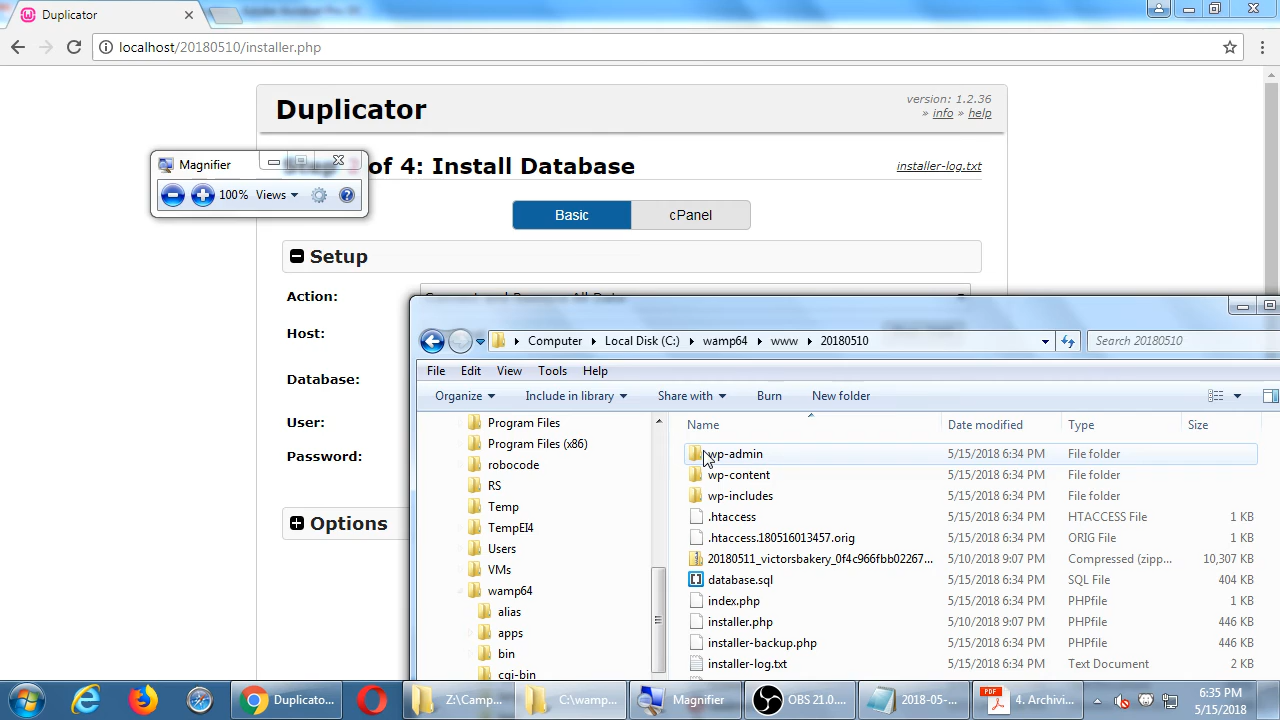 Duplicator
localhost/20180510/installer.php
Duplicator
version: 1.2.36
» info » help
Magnifier
100% Views
of 4: Install Database
installer-log.txt
Basic
cPanel
Setup
Action:
Host:
Database:
User:
Password:
Options
Computer
Local Disk (C:)
wamp64
www
20180510
Search 20180510
File Edit View Tools Help
Organize Include in library Share with Burn New folder
Program Files
Program Files (x86)
robocode
RS
Temp
TempEI4
Users
VMs
wamp64
alias
apps
bin
cgi-bin
Name Date modified Type Size
wp-admin 5/15/2018 6:34 PM File folder
wp-content 5/15/2018 6:34 PM File folder
wp-includes 5/15/2018 6:34 PM File folder
.htaccess 5/15/2018 6:34 PM HTACCESS File 1 KB
.htaccess.180516013457.orig 5/15/2018 6:34 PM ORIG File 1 KB
20180511_victorsbakery_0f4c966fbb02267... 5/10/2018 9:07 PM Compressed (zipp... 10,307 KB
database.sql 5/15/2018 6:34 PM SQL File 404 KB
index.php 5/15/2018 6:34 PM PHPfile 1 KB
installer.php 5/10/2018 9:07 PM PHPfile 446 KB
installer-backup.php 5/15/2018 6:34 PM PHPfile 446 KB
installer-log.txt 5/15/2018 6:34 PM Text Document 2 KB
Duplicato...
Z:\Camp...
C:\wamp...
Magnifier
OBS 21.0....
2018-05-...
4. Archivi...
6:35 PM
5/15/2018